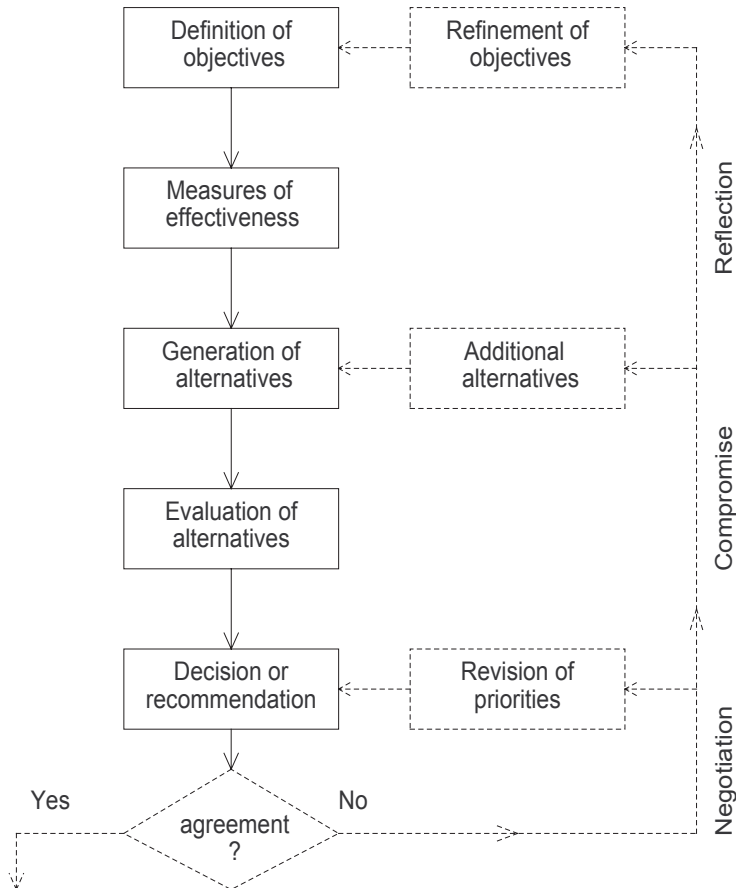 Definition of
objectives
Refinement of
objectives
Measures of
effectiveness
Reflection
Generation of
alternatives
Additional
alternatives
Compromise
Evaluation of
alternatives
Decision or
recommendation
Revision of
priorities
Negotiation
Yes
No
agreement
?